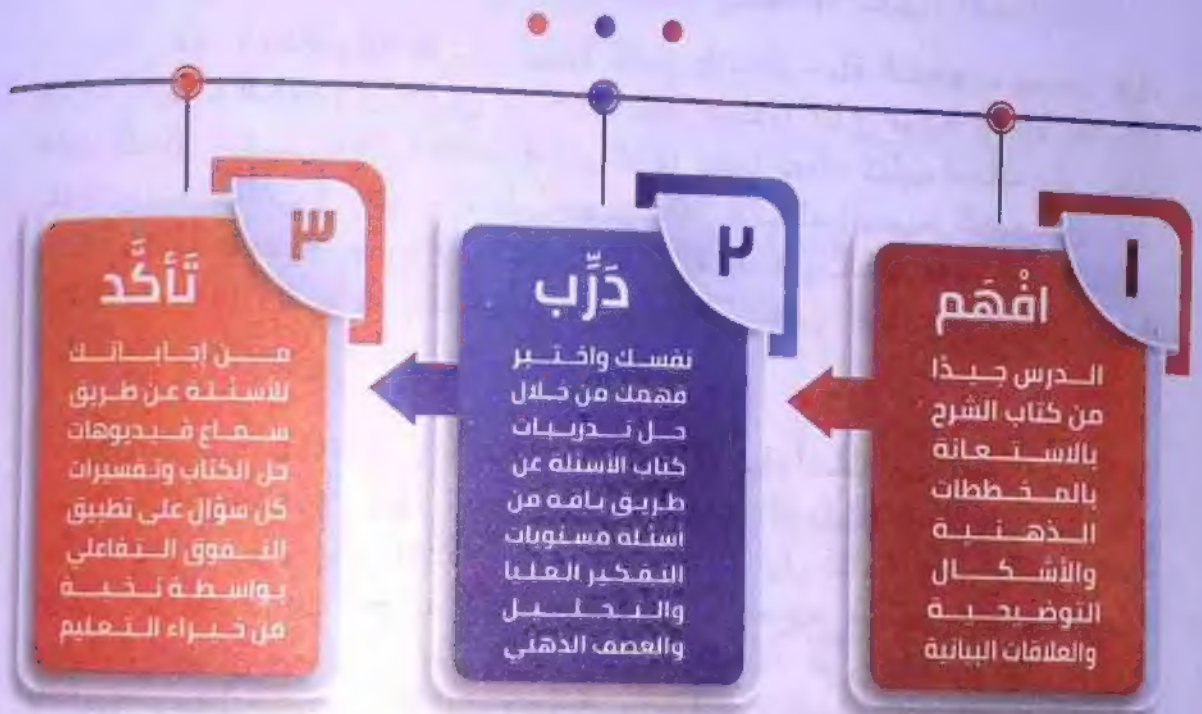 ١
افْهَم
الـدرس جـيـدًا
من كتاب الشرح
بالاستعانة
بالمخططات
الذهنية
والأشكال
التوضيحية
والعلاقات البيانية
٢
دَرِّب
نفسك واختبر
فهمك من خلال
حل تدريبات
كتاب الأسئلة عن
طريق باقة من
أسئلة مستويات
التفكير العليا
والتحليل
والعصف الذهني
٣
تَأكَّد
من إجاباتك
للأسئلة عن طريق
سماع فيديوهات
حل الكتاب وتفسيرات
كل سؤال على تطبيق
التفوق التفاعلي
بواسطة نخبة
من خبراء التعليم